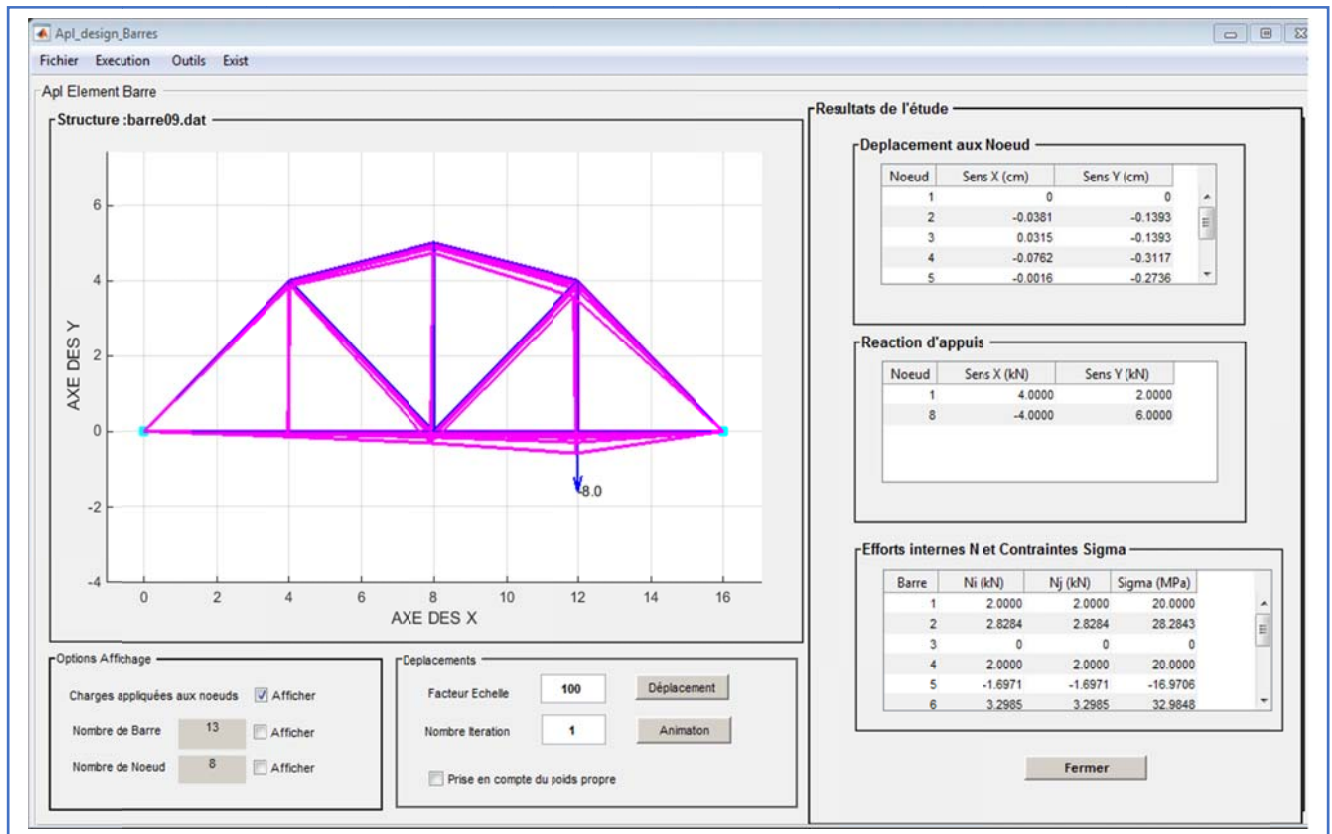 Apl_design_Barres
Fichier Execution Outils Exist
Apl Element Barre
Structure :barre09.dat
AXE DES Y
6
4
2
0
-2
-4
-8.0
0 2 4 6 8 10 12 14 16
AXE DES X
Options Affichage
Charges appliquées aux noeuds Afficher
Nombre de Barre 13 Afficher
Nombre de Noeud 8 Afficher
Deplacements
Facteur Echelle 100 Déplacement
Nombre Iteration 1 Animaton
Prise en compte du poids propre
Resultats de l'étude
Deplacement aux Noeud
Noeud Sens X (cm) Sens Y (cm)
1 0 0
2 -0.0381 -0.1393
3 0.0315 -0.1393
4 -0.0762 -0.3117
5 -0.0016 -0.2736
Reaction d'appuis
Noeud Sens X (kN) Sens Y (kN)
1 4.0000 2.0000
8 -4.0000 6.0000
Efforts internes N et Contraintes Sigma
Barre Ni (kN) Nj (kN) Sigma (MPa)
1 2.0000 2.0000 20.0000
2 2.8284 2.8284 28.2843
3 0 0 0
4 2.0000 2.0000 20.0000
5 -1.6971 -1.6971 -16.9706
6 3.2985 3.2985 32.9848
Fermer